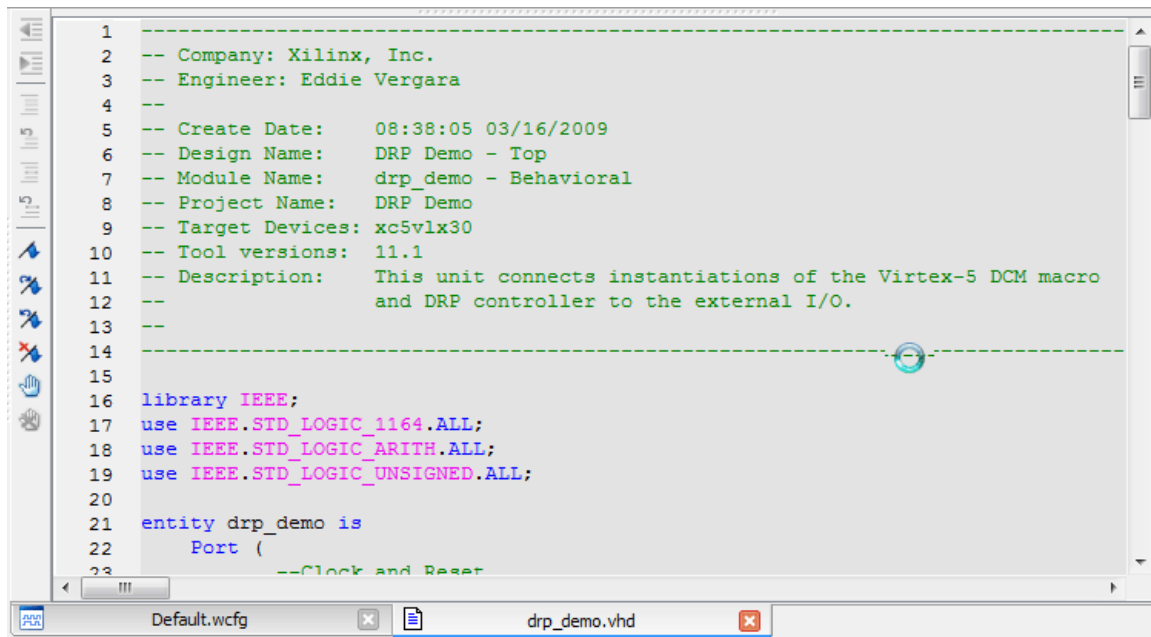 1 --------------------------------------------------------------------------------
2 -- Company: Xilinx, Inc.
3 -- Engineer: Eddie Vergara
4 --
5 -- Create Date:    08:38:05 03/16/2009
6 -- Design Name:    DRP Demo - Top
7 -- Module Name:    drp_demo - Behavioral
8 -- Project Name:   DRP Demo
9 -- Target Devices: xc5vlx30
10 -- Tool versions:  11.1
11 -- Description:    This unit connects instantiations of the Virtex-5 DCM macro
12 --                 and DRP controller to the external I/O.
13 --
14 --------------------------------------------------------------------------------
15
16 library IEEE;
17 use IEEE.STD_LOGIC_1164.ALL;
18 use IEEE.STD_LOGIC_ARITH.ALL;
19 use IEEE.STD_LOGIC_UNSIGNED.ALL;
20
21 entity drp_demo is
22     Port (
23            --Clock and Reset
Default.wcfg drp_demo.vhd